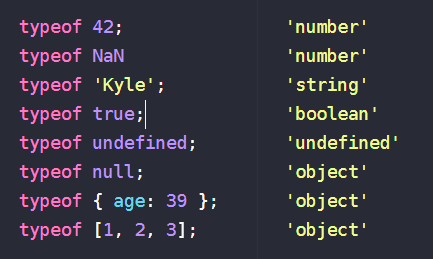 typeof 42; 'number'
typeof NaN 'number'
typeof 'Kyle'; 'string'
typeof true; 'boolean'
typeof undefined; 'undefined'
typeof null; 'object'
typeof { age: 39 }; 'object'
typeof [1, 2, 3]; 'object'